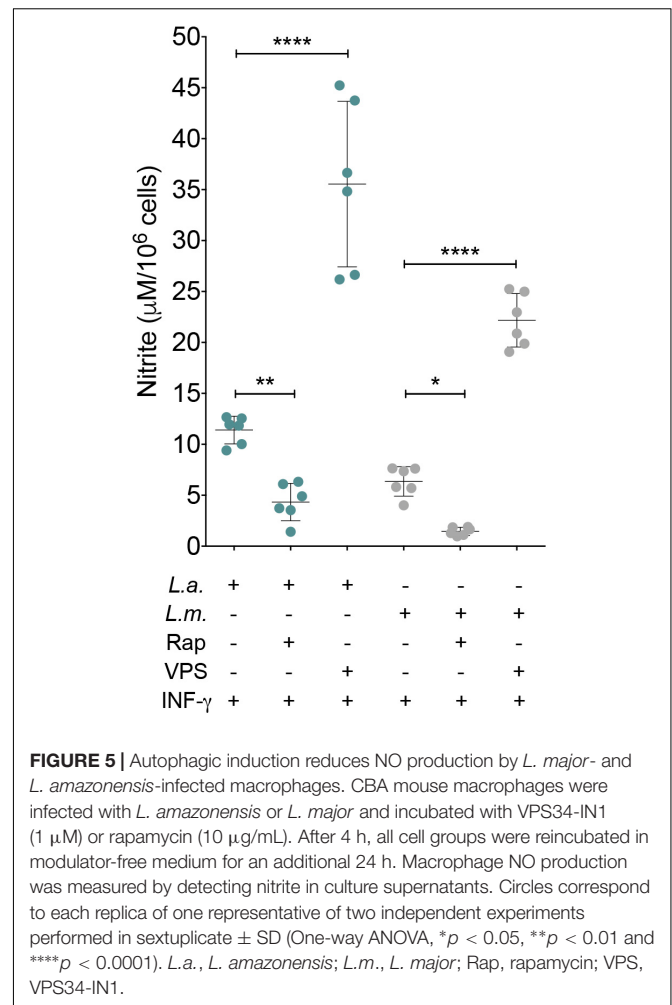 50
****
45
40
35
30
****
25
20
15
** *
10
5
0
Nitrite (μM/10⁶ cells)
L.a. + + + - - -
L.m. - - - + + +
Rap - + - - + -
VPS - - + - - +
INF-γ + + + + + +
FIGURE 5 | Autophagic induction reduces NO production by L. major- and
L. amazonensis-infected macrophages. CBA mouse macrophages were
infected with L. amazonensis or L. major and incubated with VPS34-IN1
(1 μM) or rapamycin (10 μg/mL). After 4 h, all cell groups were reincubated in
modulator-free medium for an additional 24 h. Macrophage NO production
was measured by detecting nitrite in culture supernatants. Circles correspond
to each replica of one representative of two independent experiments
performed in sextuplicate ± SD (One-way ANOVA, *p < 0.05, **p < 0.01 and
****p < 0.0001). L.a., L. amazonensis; L.m., L. major; Rap, rapamycin; VPS,
VPS34-IN1.